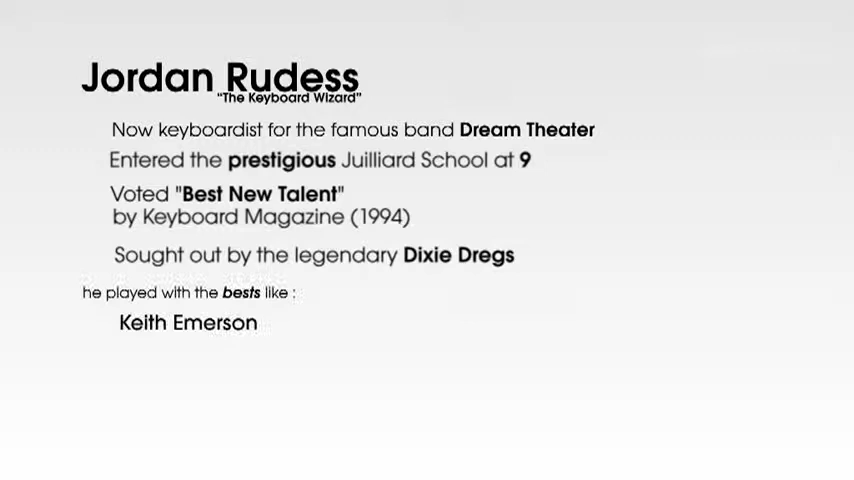 Jordan Rudess
"The Keyboard Wizard"
Now keyboardist for the famous band Dream Theater
Entered the prestigious Juilliard School at 9
Voted "Best New Talent"
by Keyboard Magazine (1994)
Sought out by the legendary Dixie Dregs
he played with the bests like :
Keith Emerson